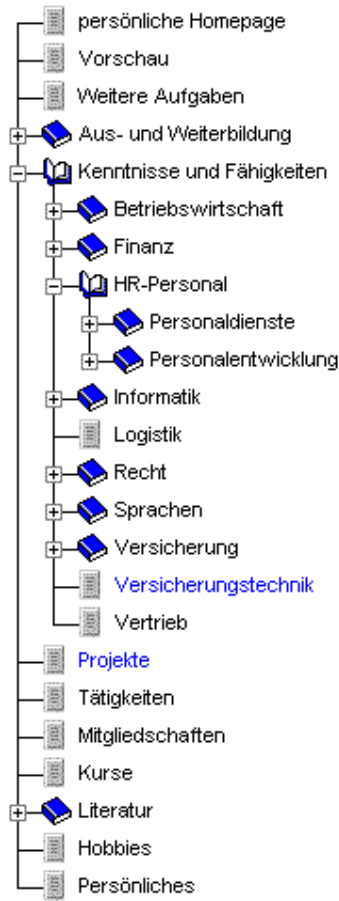 persönliche Homepage
Vorschau
Weitere Aufgaben
Aus- und Weiterbildung
Kenntnisse und Fähigkeiten
Betriebswirtschaft
Finanz
HR-Personal
Personaldienste
Personalentwicklung
Informatik
Logistik
Recht
Sprachen
Versicherung
Versicherungstechnik
Vertrieb
Projekte
Tätigkeiten
Mitgliedschaften
Kurse
Literatur
Hobbies
Persönliches